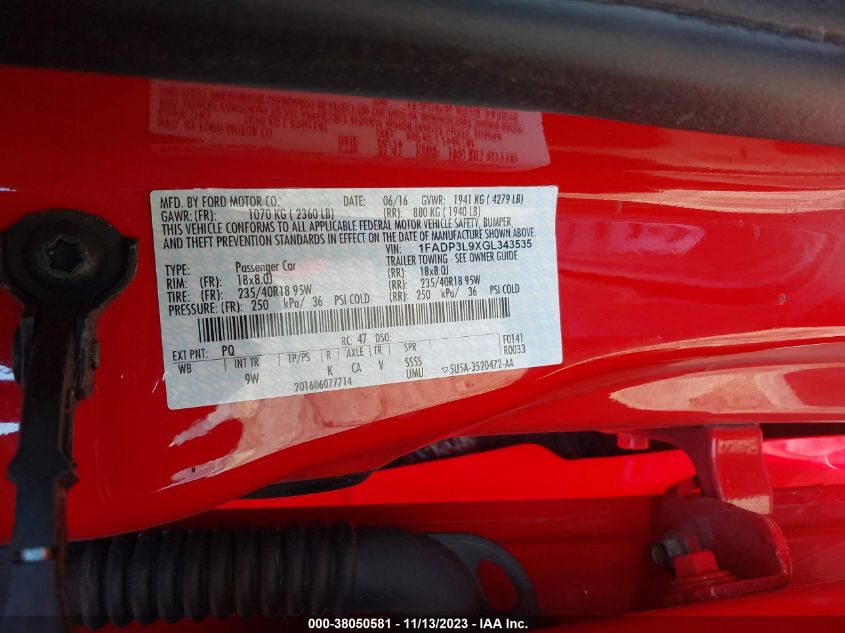 MFD. BY FORD MOTOR CO. DATE: 06/16 GVWR: 1941 KG ( 4279 LB)
GAWR: (FR): 1070 KG ( 2360 LB) (RR): 880 KG ( 1940 LB)
THIS VEHICLE CONFORMS TO ALL APPLICABLE FEDERAL MOTOR VEHICLE SAFETY, BUMPER
AND THEFT PREVENTION STANDARDS IN EFFECT ON THE DATE OF MANUFACTURE SHOWN ABOVE.
VIN: 1FADP3L9XGL343535
TYPE: Passenger Car TRAILER TOWING - SEE OWNER GUIDE
RIM: (FR) 18x8.0J (RR): 18x8.0J
TIRE: (FR) 235/40R18 95W (RR): 235/40R18 95W
PRESSURE: (FR) 250 kPa/ 36 PSI COLD (RR): 250 kPa/ 36 PSI COLD
EXT PNT: PQ RC: 47 DSO: F0141
WB INT TR TP/PS R AXLE TR SPR R0033
9W K CA V SSSS
201606077714 UMU 5U5A-3520472-AA
000-38050581 - 11/13/2023 - IAA Inc.